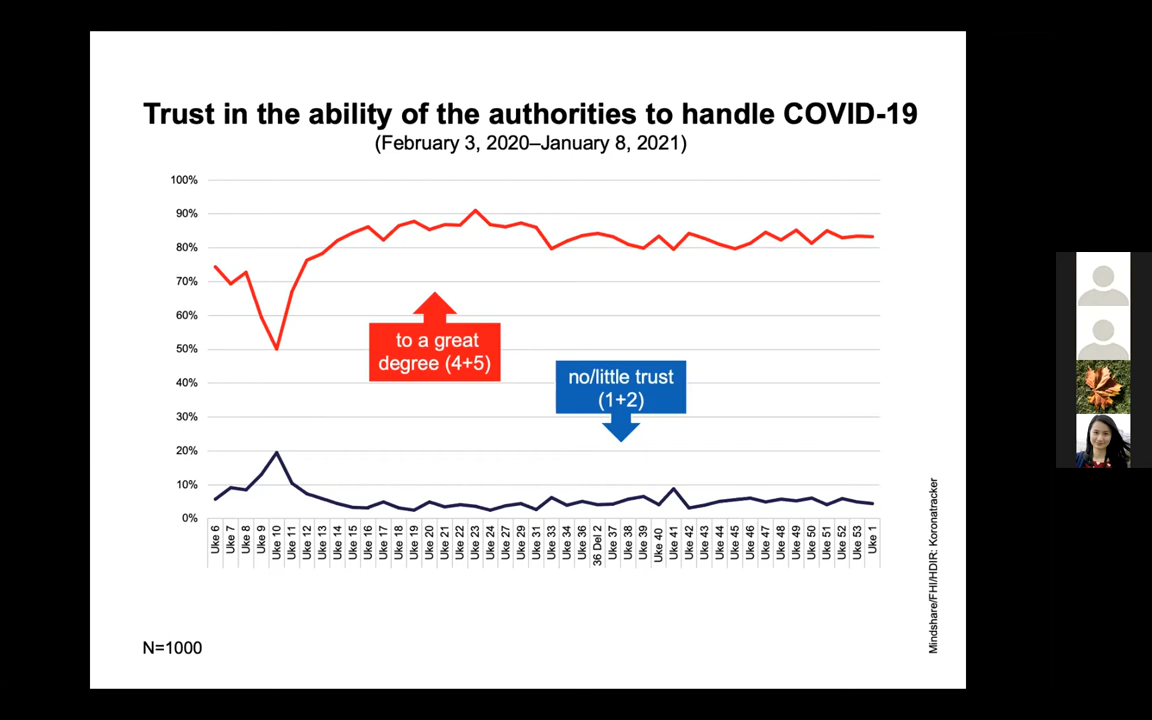 Trust in the ability of the authorities to handle COVID-19
(February 3, 2020–January 8, 2021)
100%
90%
80%
70%
60%
50%
40%
30%
20%
10%
0%
to a great
degree (4+5)
no/little trust
(1+2)
Uke 6
Uke 7
Uke 8
Uke 9
Uke 10
Uke 11
Uke 12
Uke 13
Uke 14
Uke 15
Uke 16
Uke 17
Uke 18
Uke 19
Uke 20
Uke 21
Uke 22
Uke 23
Uke 24
Uke 27
Uke 29
Uke 31
Uke 33
Uke 34
Uke 36
36 Del 2
Uke 37
Uke 38
Uke 39
Uke 40
Uke 41
Uke 42
Uke 43
Uke 44
Uke 45
Uke 46
Uke 47
Uke 48
Uke 49
Uke 50
Uke 51
Uke 52
Uke 53
Uke 1
Mindshare/FHI/HDIR: Koronatracker
N=1000